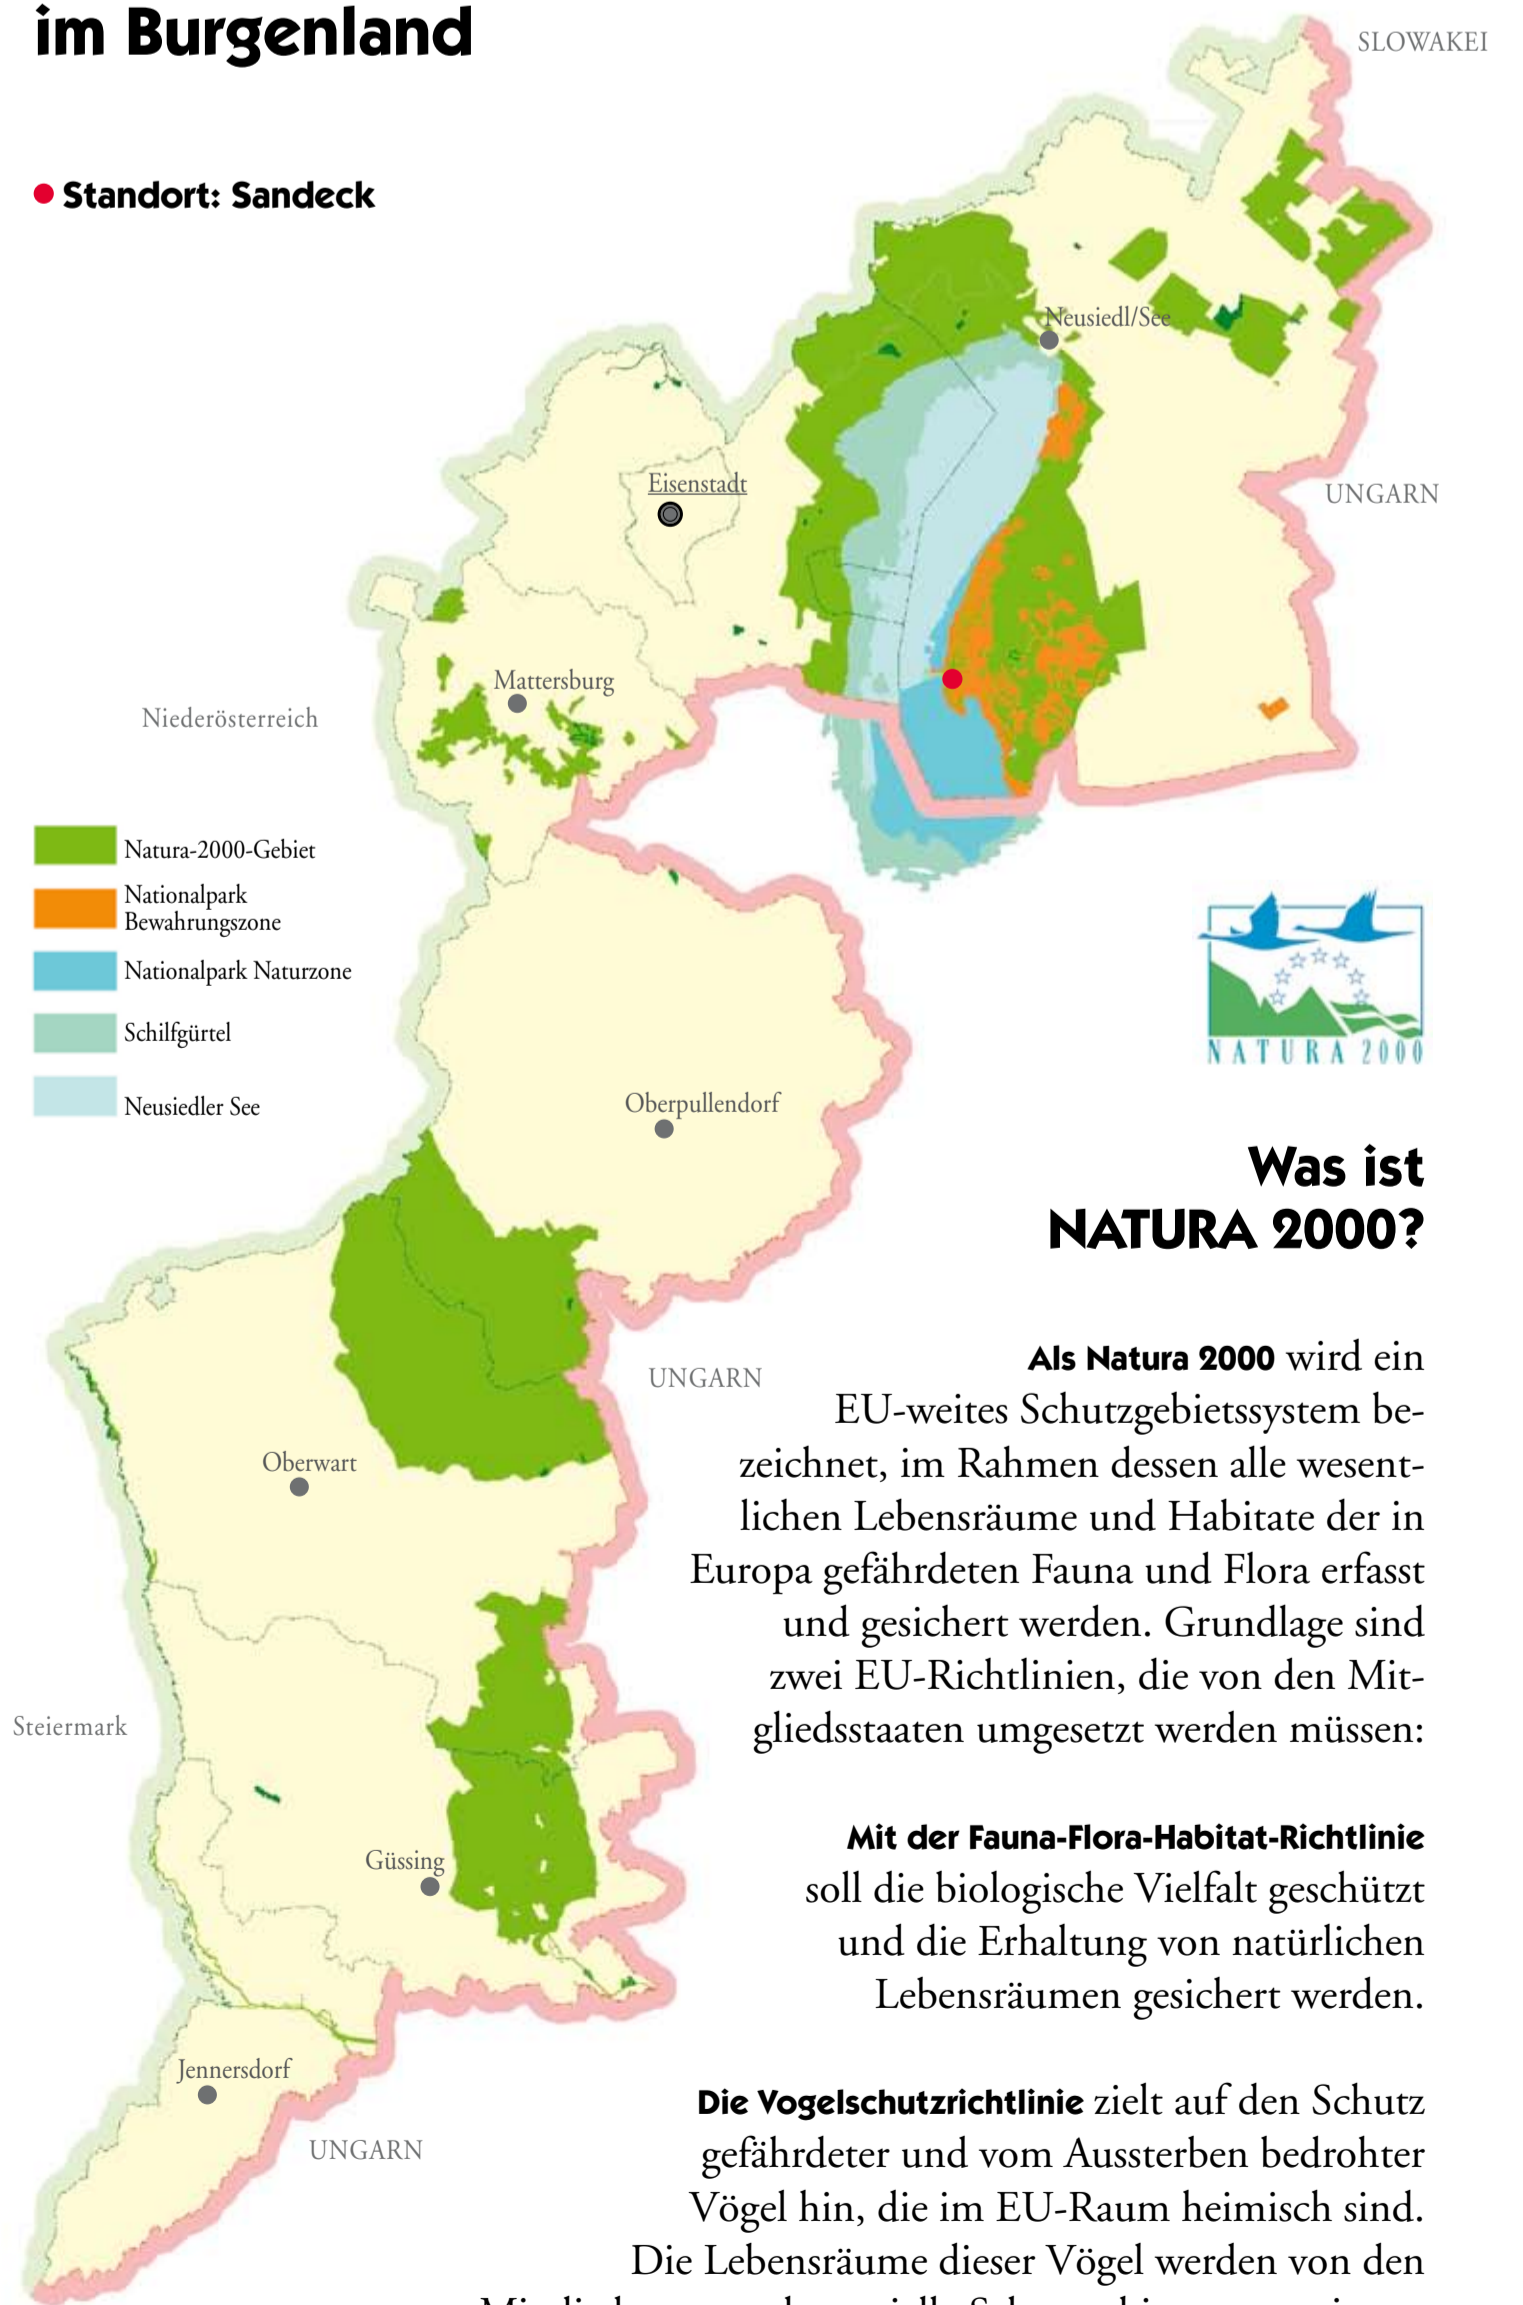 im Burgenland
SLOWAKEI
Standort: Sandeck
Neusiedl/See
Eisenstadt
UNGARN
Mattersburg
Niederösterreich
Natura-2000-Gebiet
Nationalpark
Bewahrungszone
Nationalpark Naturzone
Schilfgürtel
Neusiedler See
NATURA 2000
Oberpullendorf
Was ist
NATURA 2000?
Als Natura 2000 wird ein
EU-weites Schutzgebietssystem be-
zeichnet, im Rahmen dessen alle wesent-
lichen Lebensräume und Habitate der in
Europa gefährdeten Fauna und Flora erfasst
und gesichert werden. Grundlage sind
zwei EU-Richtlinien, die von den Mit-
gliedsstaaten umgesetzt werden müssen:
UNGARN
Oberwart
Steiermark
Mit der Fauna-Flora-Habitat-Richtlinie
soll die biologische Vielfalt geschützt
und die Erhaltung von natürlichen
Lebensräumen gesichert werden.
Güssing
Jennersdorf
UNGARN
Die Vogelschutzrichtlinie zielt auf den Schutz
gefährdeter und vom Aussterben bedrohter
Vögel hin, die im EU-Raum heimisch sind.
Die Lebensräume dieser Vögel werden von den